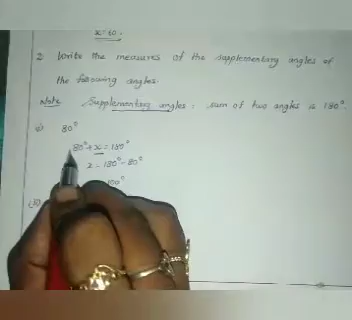 x = 60.
2 Write the measures of the supplementary angles of
the following angles.
Note Supplementary angles : sum of two angles is 180°.
i) 80°
80° + x = 180°
x = 180° - 80°
100°
(ii)